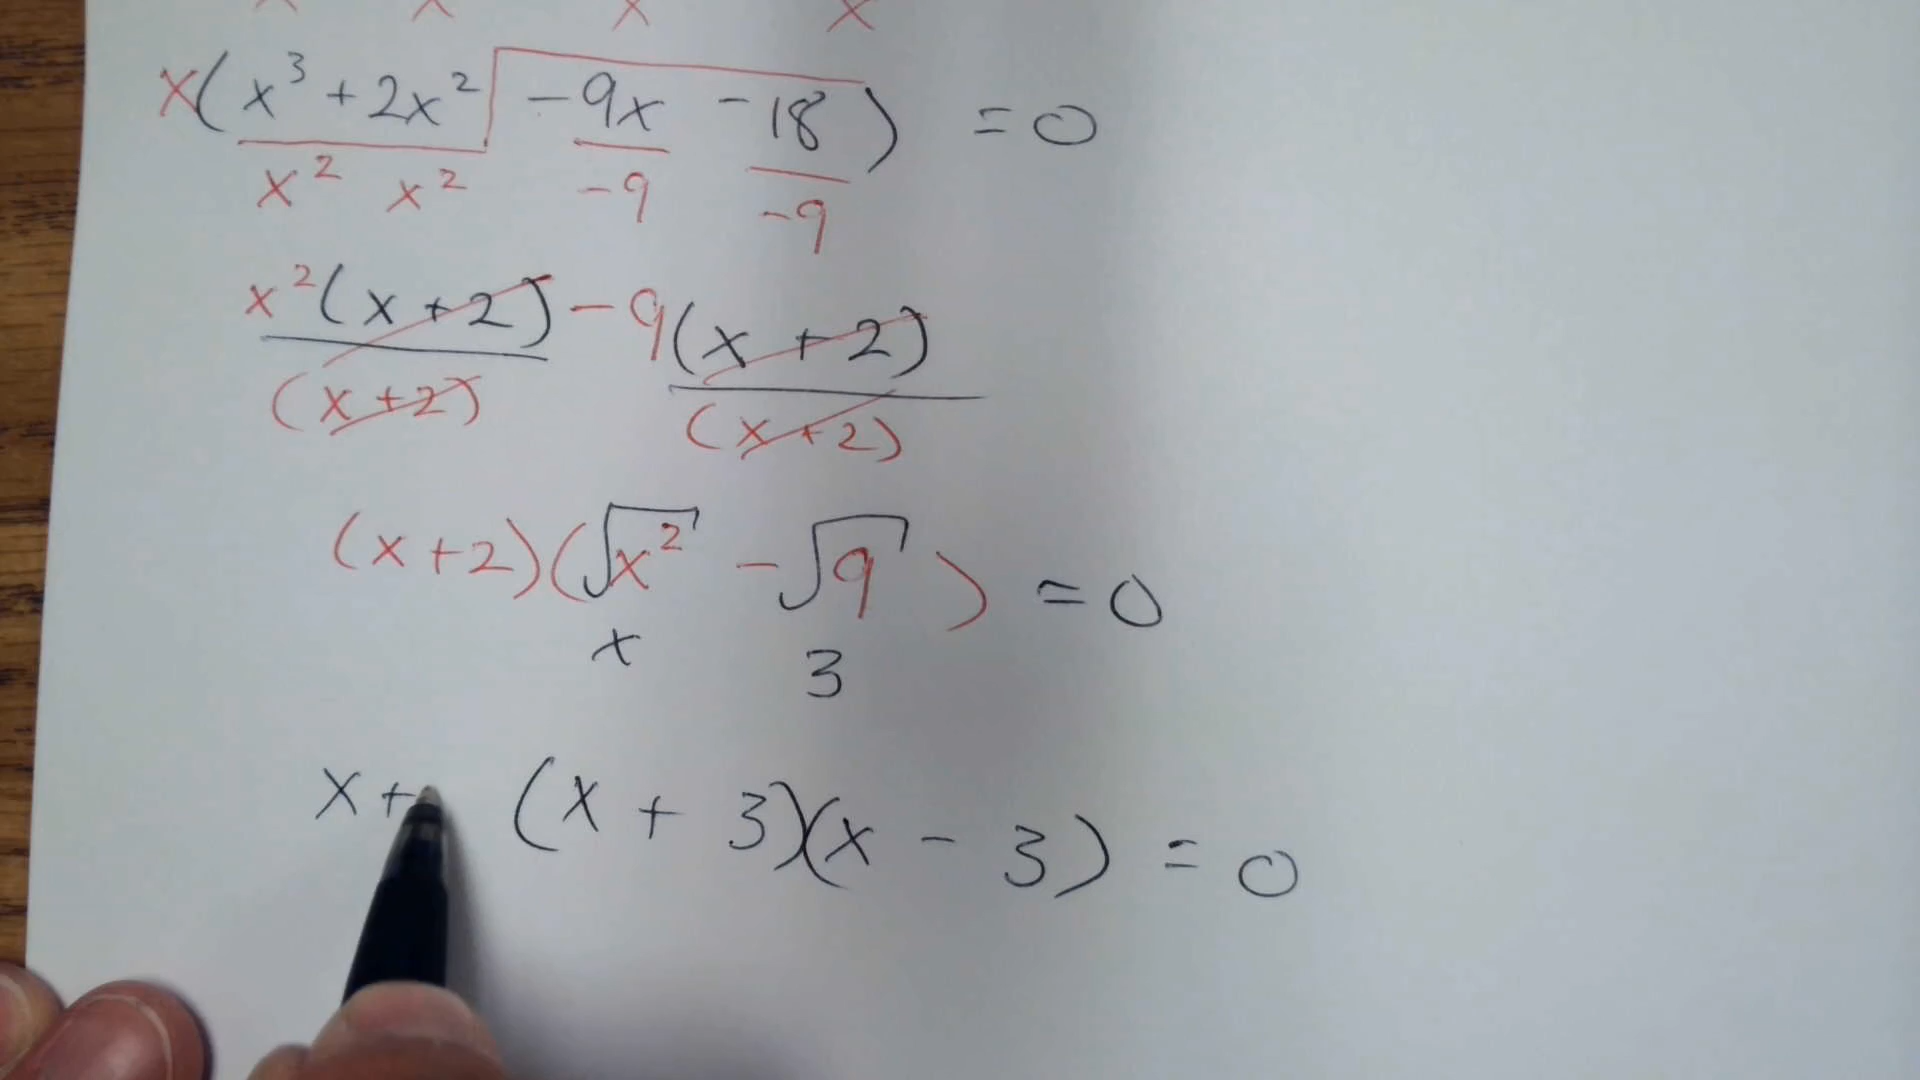 x x x x
x(x³ + 2x² - 9x - 18) = 0
x² x² -9 -9
x²(x + 2) - 9(x + 2)
(x + 2) (x + 2)
(x + 2)(√x² - √9) = 0
x 3
x + (x + 3)(x - 3) = 0